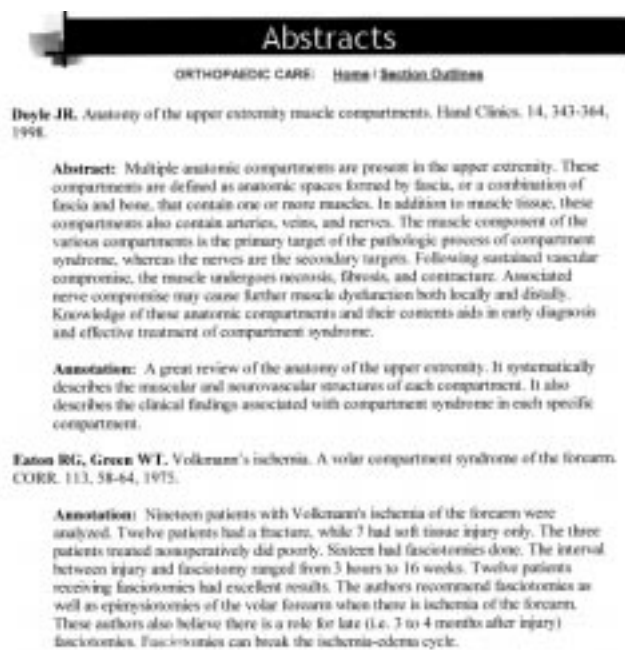 Abstracts
ORTHOPAEDIC CARE: Home | Section Outlines
Doyle JR. Anatomy of the upper extremity muscle compartments. Hand Clinics. 14, 343-364,
1998.
Abstract: Multiple anatomic compartments are present in the upper extremity. These
compartments are defined as anatomic spaces formed by fascia, or a combination of
fascia and bone, that contain one or more muscles. In addition to muscle tissue, these
compartments also contain arteries, veins, and nerves. The muscle component of the
various compartments is the primary target of the pathologic process of compartment
syndrome, whereas the nerves are the secondary targets. Following sustained vascular
compromise, the muscle undergoes necrosis, fibrosis, and contracture. Associated
nerve compromise may cause further muscle dysfunction both locally and distally.
Knowledge of these anatomic compartments and their contents aids in early diagnosis
and effective treatment of compartment syndrome.
Annotation: A great review of the anatomy of the upper extremity. It systematically
describes the muscular and neurovascular structures of each compartment. It also
describes the clinical findings associated with compartment syndrome in each specific
compartment.
Eaton RG, Green WT. Volkmann's ischemia. A volar compartment syndrome of the forearm.
CORR. 113, 58-64, 1975.
Annotation: Nineteen patients with Volkmann's ischemia of the forearm were
analyzed. Twelve patients had a fracture, while 7 had soft tissue injury only. The three
patients treated nonoperatively did poorly. Sixteen had fasciotomies done. The interval
between injury and fasciotomy ranged from 3 hours to 16 weeks. Twelve patients
receiving fasciotomies had excellent results. The authors recommend fasciotomies as
well as epimysiotomies of the volar forearm when there is ischemia of the forearm.
These authors also believe there is a role for late (i.e. 3 to 4 months after injury)
fasciotomies. Fasciotomies can break the ischemia-edema cycle.